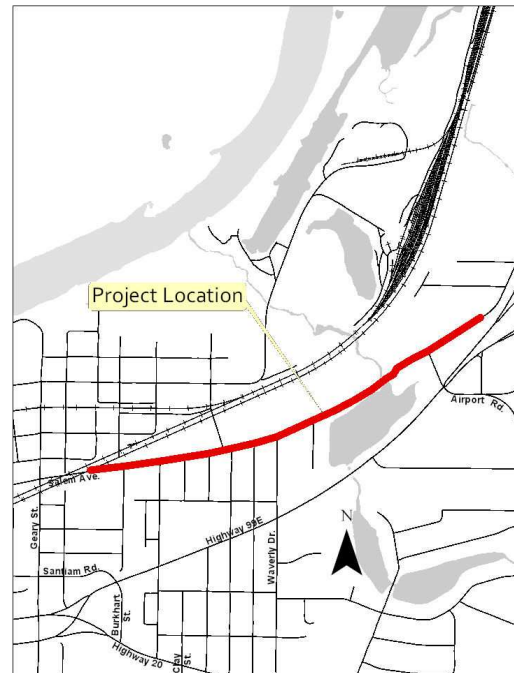 Project Location
Airport Rd.
Salem Ave.
Highway 99E
N
Geary St.
Waverly Dr.
Santiam Rd.
Burkhart
St.
Highway 20
Clay
St.